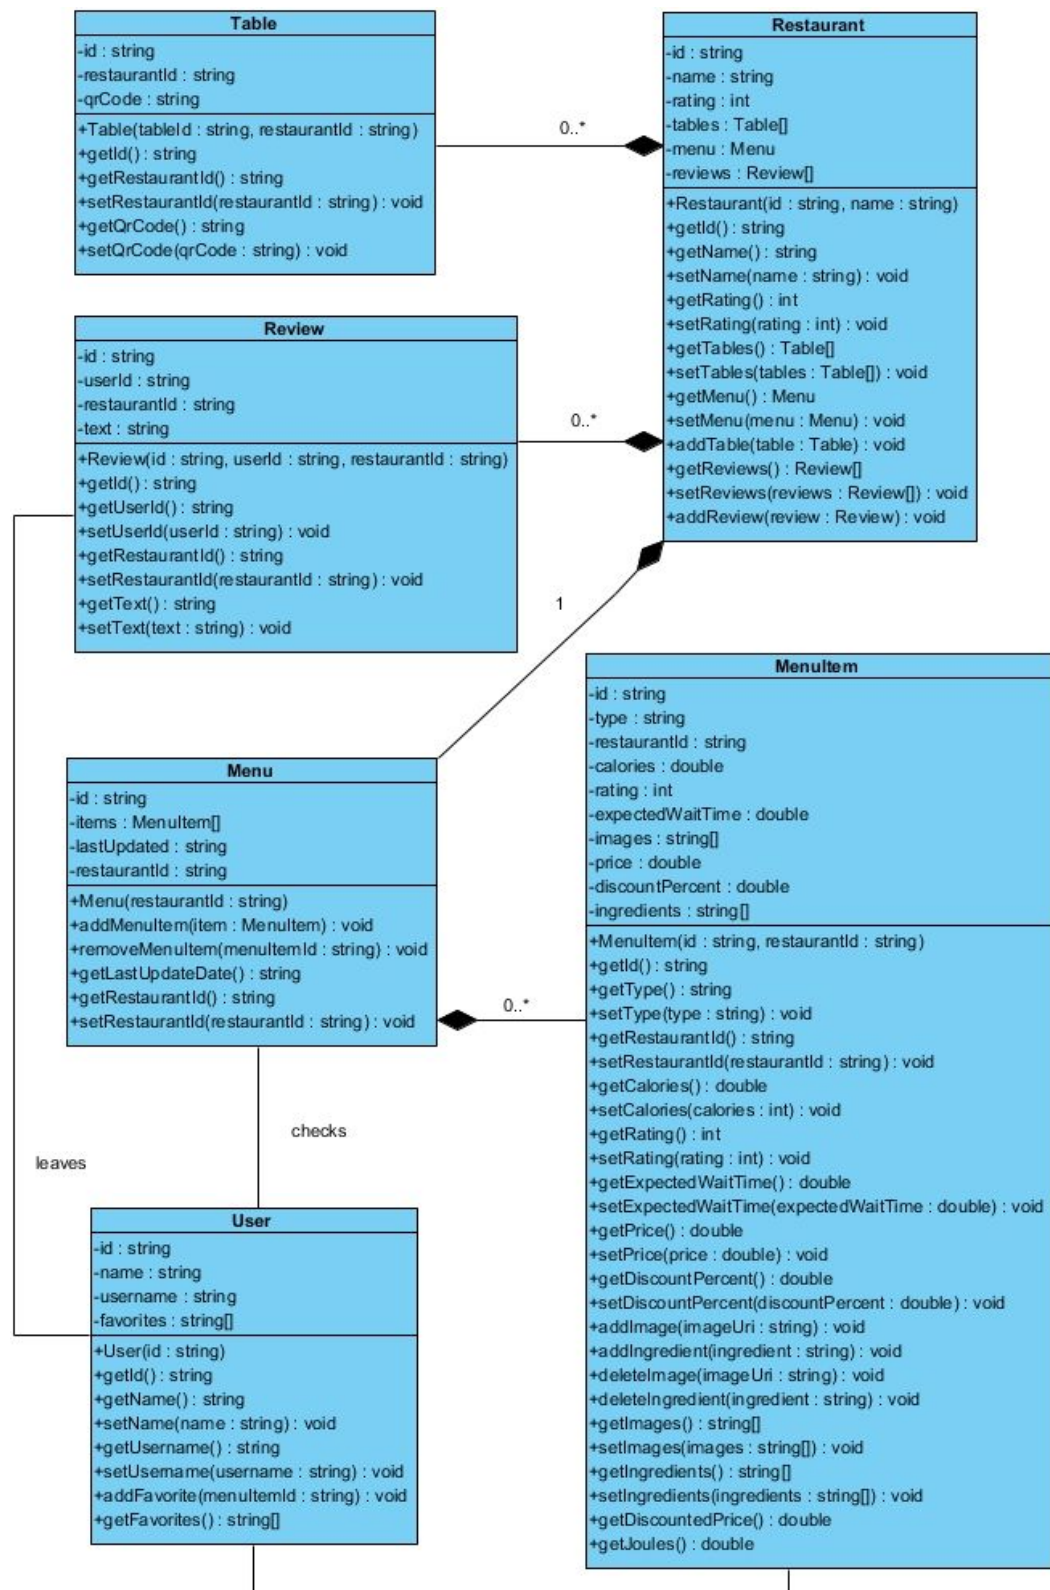 Table
-id : string
-restaurantId : string
-qrCode : string
+Table(tableId : string, restaurantId : string)
+getId() : string
+getRestaurantId() : string
+setRestaurantId(restaurantId : string) : void
+getQrCode() : string
+setQrCode(qrCode : string) : void
0..*
Restaurant
-id : string
-name : string
-rating : int
-tables : Table[]
-menu : Menu
-reviews : Review[]
+Restaurant(id : string, name : string)
+getId() : string
+getName() : string
+setName(name : string) : void
+getRating() : int
+setRating(rating : int) : void
+getTables() : Table[]
+setTables(tables : Table[]) : void
+getMenu() : Menu
+setMenu(menu : Menu) : void
+addTable(table : Table) : void
+getReviews() : Review[]
+setReviews(reviews : Review[]) : void
+addReview(review : Review) : void
Review
-id : string
-userId : string
-restaurantId : string
-text : string
+Review(id : string, userId : string, restaurantId : string)
+getId() : string
+getUserId() : string
+setUserId(userId : string) : void
+getRestaurantId() : string
+setRestaurantId(restaurantId : string) : void
+getText() : string
+setText(text : string) : void
0..*
1
Menu
-id : string
-items : MenuItem[]
-lastUpdated : string
-restaurantId : string
+Menu(restaurantId : string)
+addMenuItem(item : MenuItem) : void
+removeMenuItem(menuItemId : string) : void
+getLastUpdateDate() : string
+getRestaurantId() : string
+setRestaurantId(restaurantId : string) : void
0..*
MenuItem
-id : string
-type : string
-restaurantId : string
-calories : double
-rating : int
-expectedWaitTime : double
-images : string[]
-price : double
-discountPercent : double
-ingredients : string[]
+MenuItem(id : string, restaurantId : string)
+getId() : string
+getType() : string
+setType(type : string) : void
+getRestaurantId() : string
+setRestaurantId(restaurantId : string) : void
+getCalories() : double
+setCalories(calories : int) : void
+getRating() : int
+setRating(rating : int) : void
+getExpectedWaitTime() : double
+setExpectedWaitTime(expectedWaitTime : double) : void
+getPrice() : double
+setPrice(price : double) : void
+getDiscountPercent() : double
+setDiscountPercent(discountPercent : double) : void
+addImage(imageUri : string) : void
+addIngredient(ingredient : string) : void
+deleteImage(imageUri : string) : void
+deleteIngredient(ingredient : string) : void
+getImages() : string[]
+setImages(images : string[]) : void
+getIngredients() : string[]
+setIngredients(ingredients : string[]) : void
+getDiscountedPrice() : double
+getJoules() : double
checks
leaves
User
-id : string
-name : string
-username : string
-favorites : string[]
+User(id : string)
+getId() : string
+getName() : string
+setName(name : string) : void
+getUsername() : string
+setUsername(username : string) : void
+addFavorite(menuItemId : string) : void
+getFavorites() : string[]